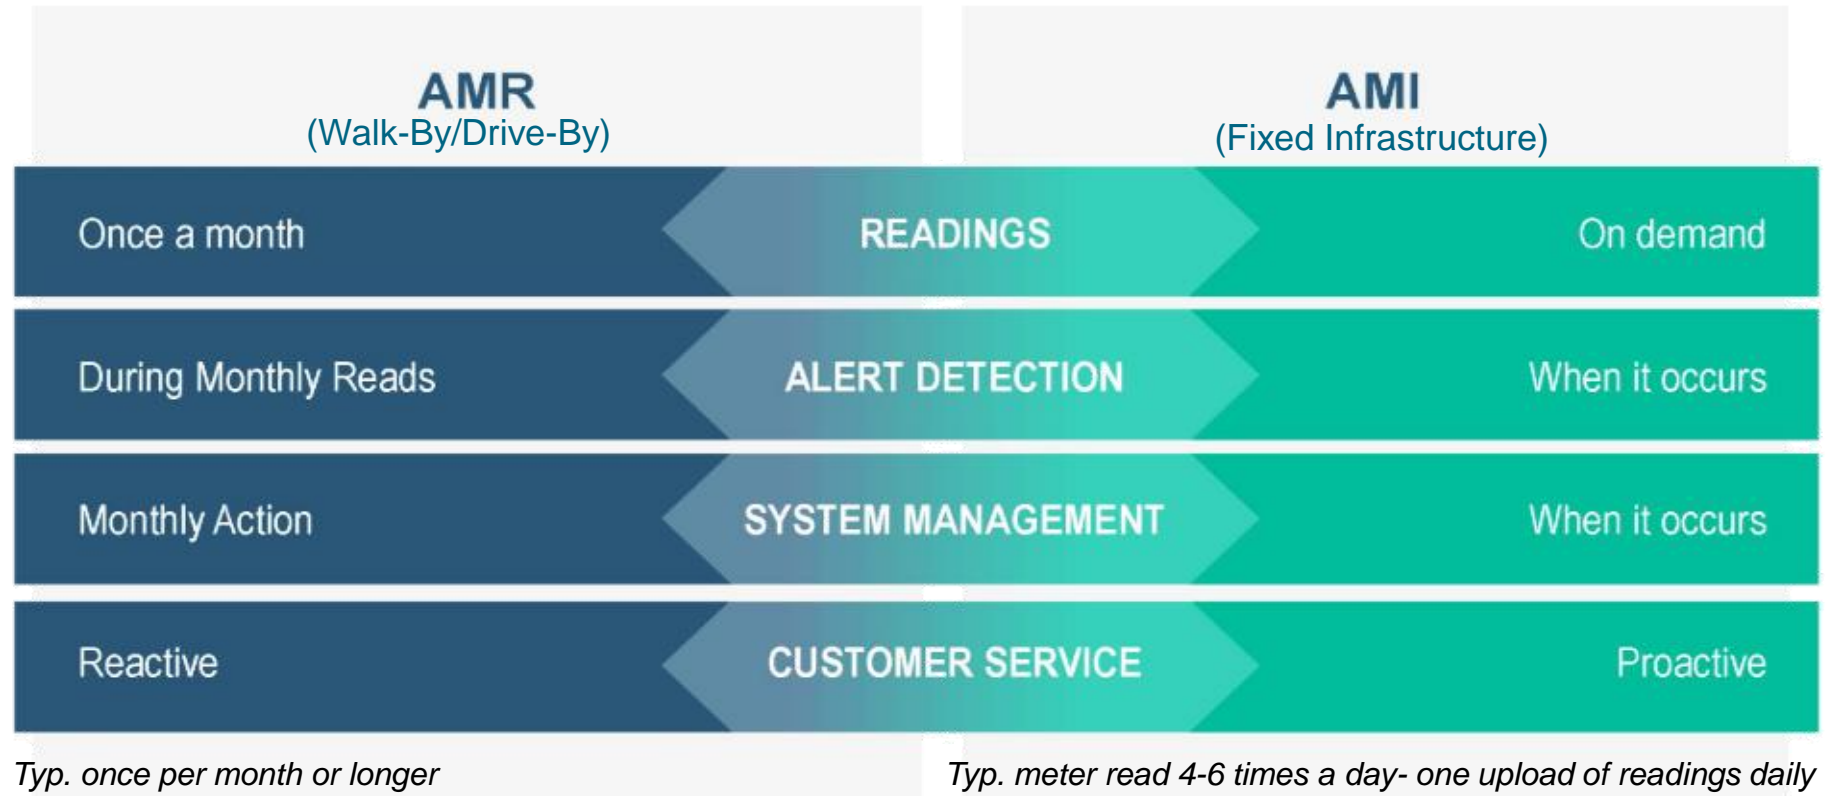 AMR
(Walk-By/Drive-By)
AMI
(Fixed Infrastructure)
Once a month
READINGS
On demand
During Monthly Reads
ALERT DETECTION
When it occurs
Monthly Action
SYSTEM MANAGEMENT
When it occurs
Reactive
CUSTOMER SERVICE
Proactive
Typ. once per month or longer
Typ. meter read 4-6 times a day- one upload of readings daily